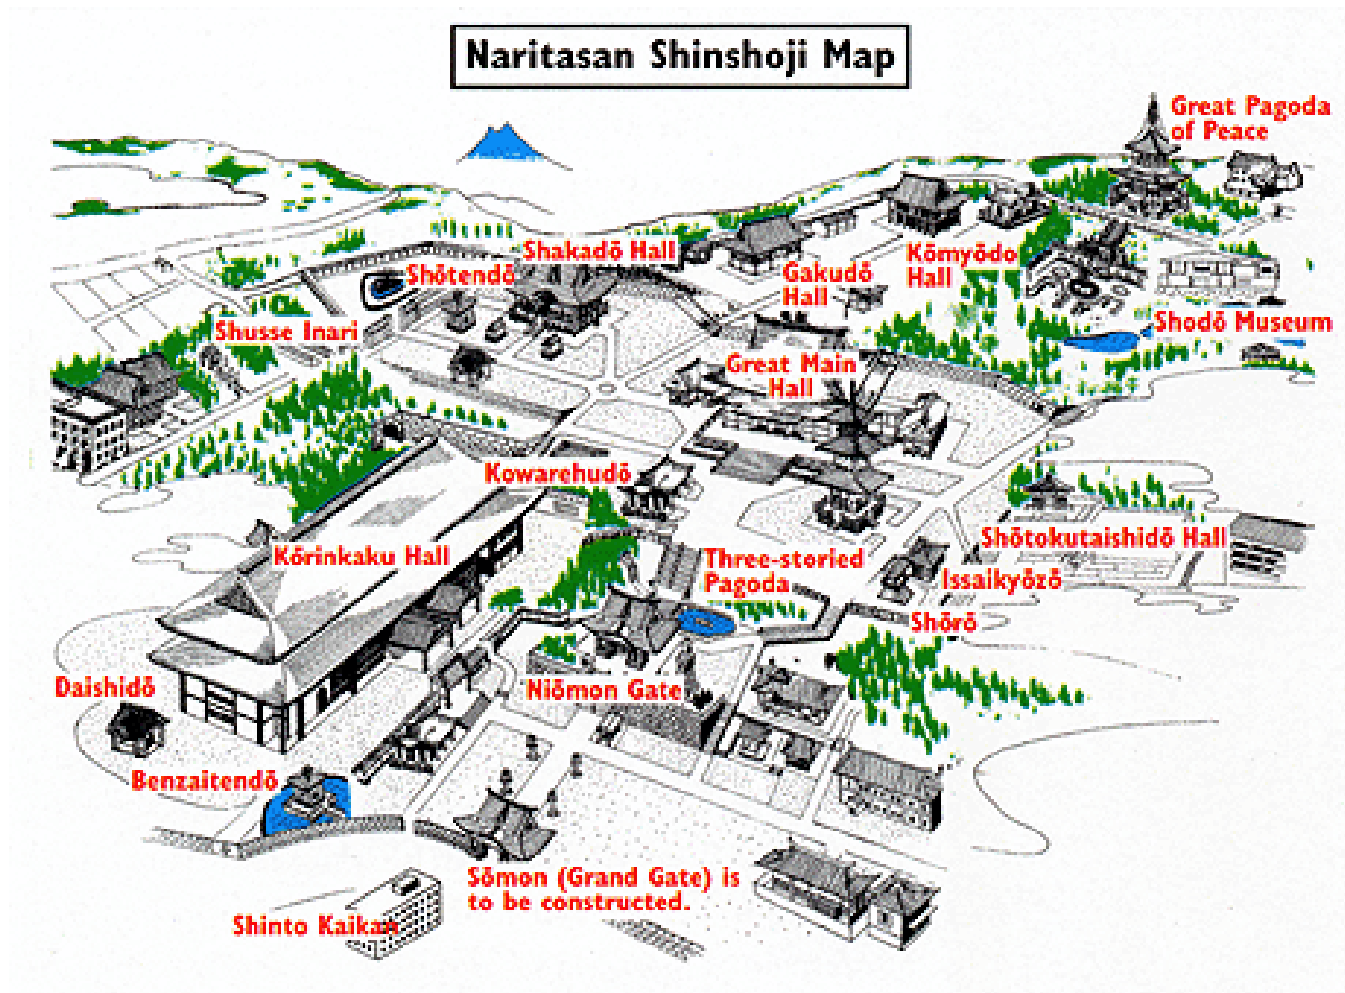 Naritasan Shinshoji Map
Great Pagoda
of Peace
Shakadō Hall
Shōtendō
Gakudō
Hall
Kōmyōdo
Hall
Shusse Inari
Shodō Museum
Great Main
Hall
Kowarehudō
Kōrinkaku Hall
Three-storied
Pagoda
Shōtokutaishidō Hall
Issaikyōzō
Shōrō
Daishidō
Niōmon Gate
Benzaitendō
Sōmon (Grand Gate) is
to be constructed.
Shinto Kaikan